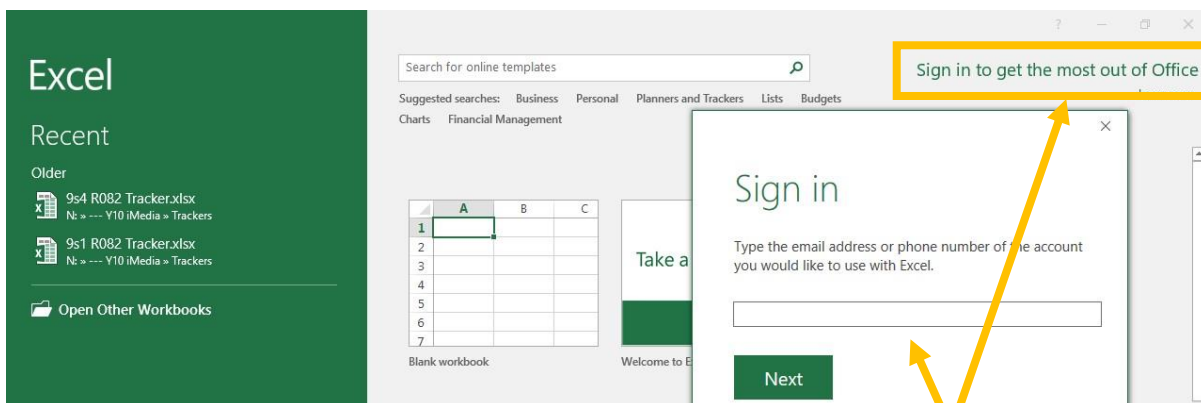 ?
Excel
Search for online templates
Sign in to get the most out of Office
Suggested searches: Business Personal Planners and Trackers Lists Budgets
Charts Financial Management
Recent
Older
9s4 R082 Tracker.xlsx
N: » --- Y10 iMedia » Trackers
9s1 R082 Tracker.xlsx
N: » --- Y10 iMedia » Trackers
Open Other Workbooks
A B C
1
2
3
4
5
6
7
Blank workbook
Take a
Welcome to E
Sign in
Type the email address or phone number of the account
you would like to use with Excel.
Next